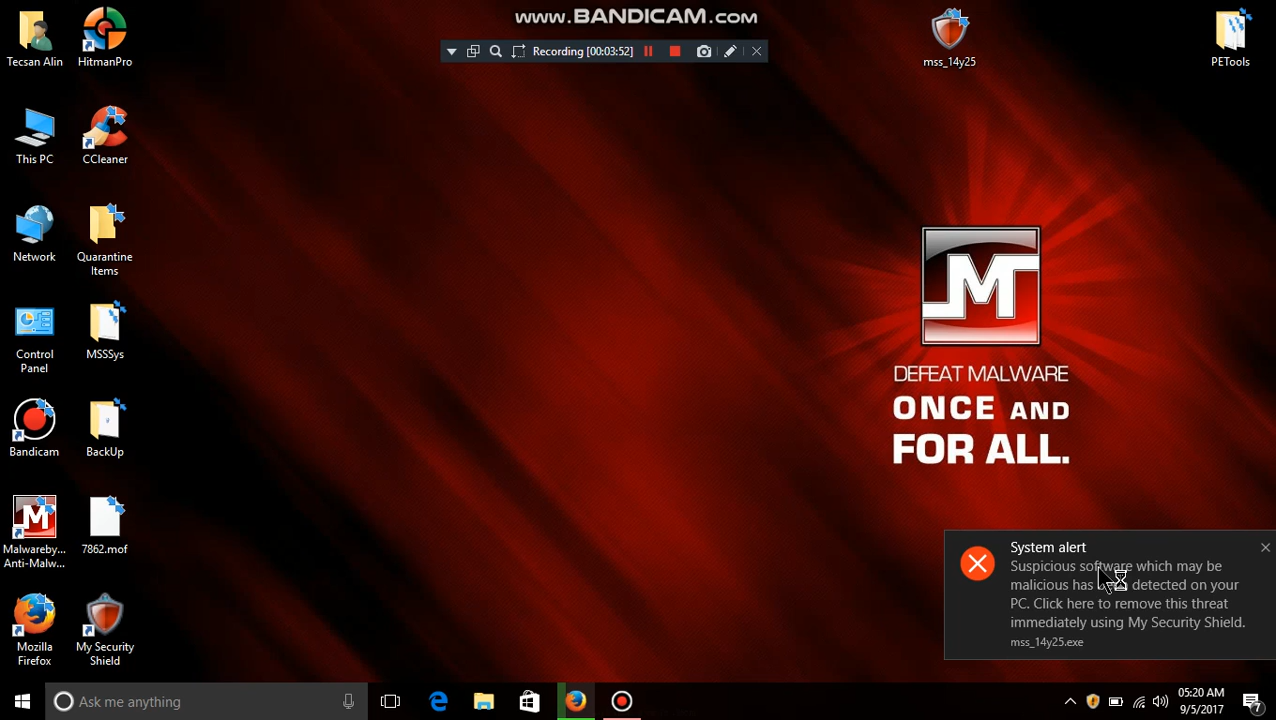 www.BANDICAM.com
Recording [00:03:52]
Tecsan Alin
HitmanPro
mss_14y25
PETools
This PC
CCleaner
Network
Quarantine
Items
Control
Panel
MSSSys
Bandicam
BackUp
Malwareby...
Anti-Malw...
7862.mof
Mozilla
Firefox
My Security
Shield
M
DEFEAT MALWARE
ONCE AND
FOR ALL.
System alert
Suspicious software which may be
malicious has detected on your
PC. Click here to remove this threat
immediately using My Security Shield.
mss_14y25.exe
Ask me anything
05:20 AM
9/5/2017
7